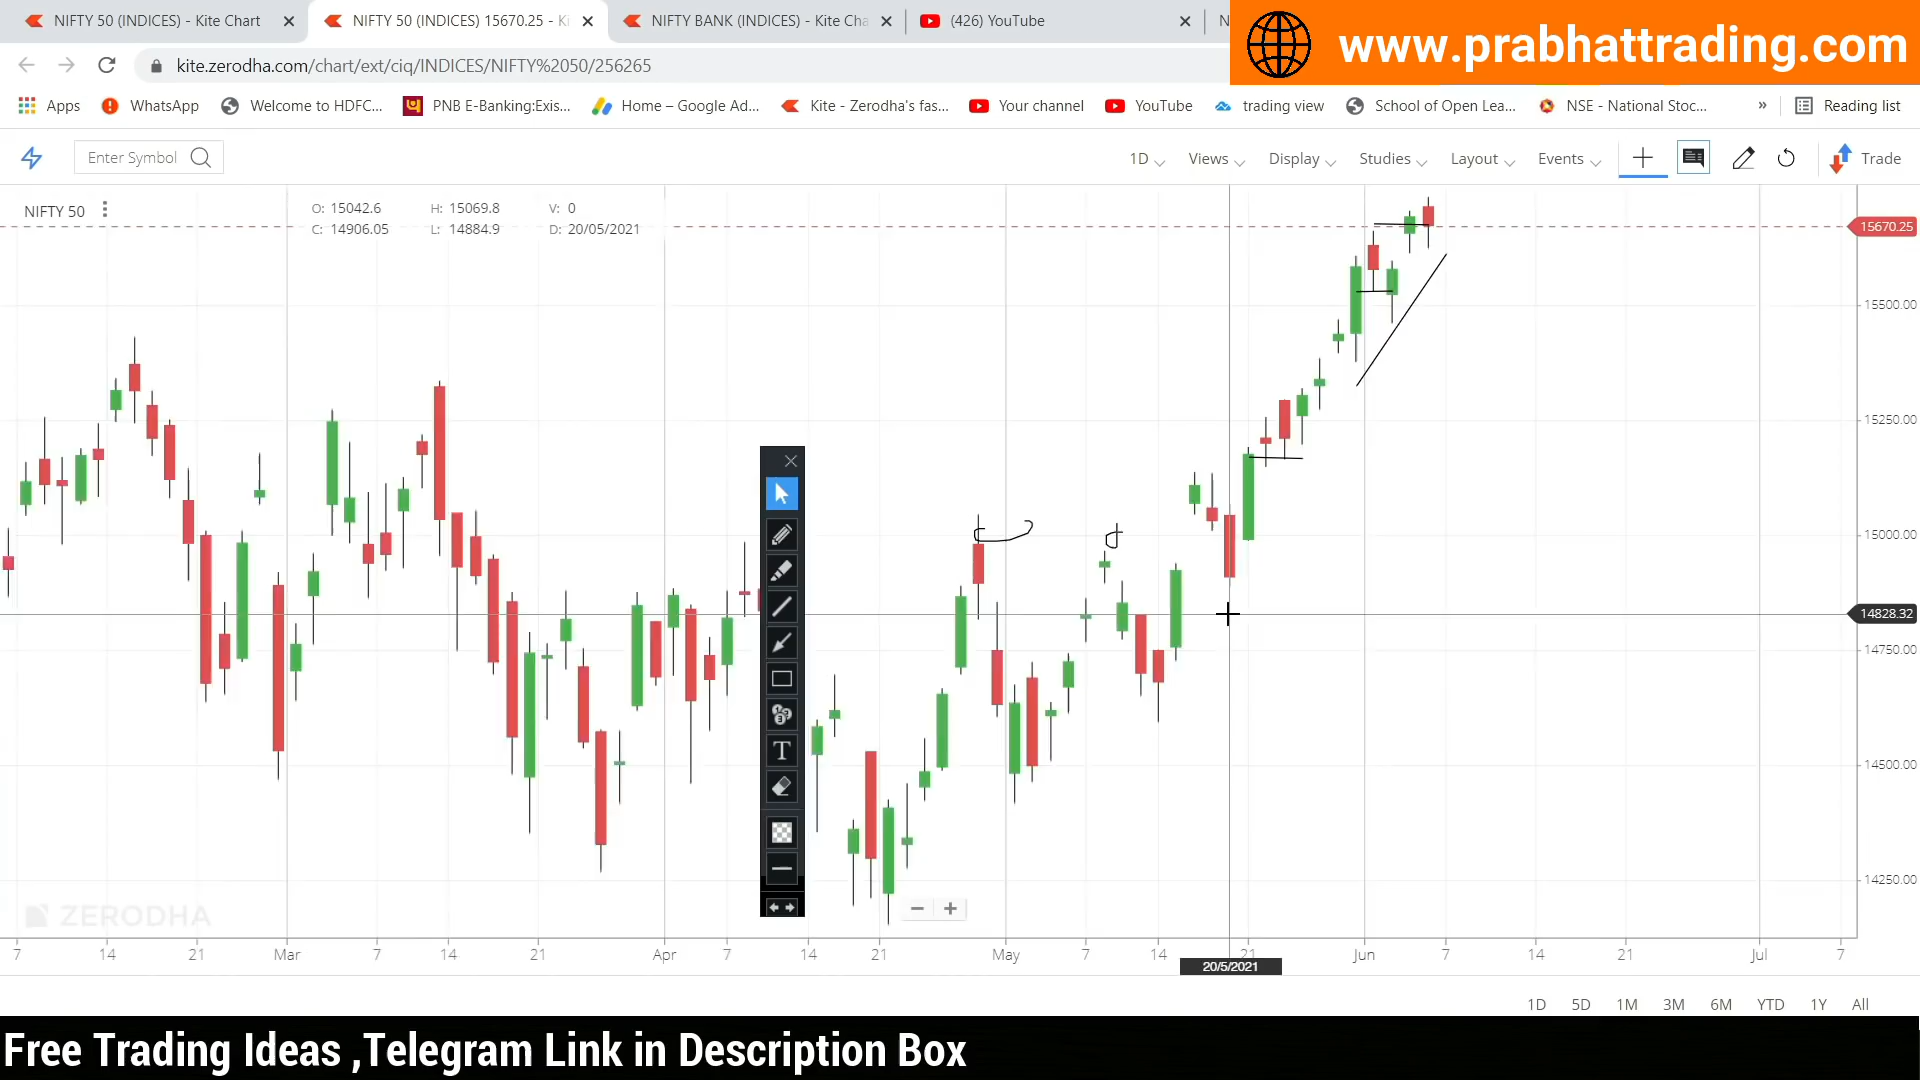 NIFTY 50 (INDICES) - Kite Chart
NIFTY 50 (INDICES) 15670.25 - Ki
NIFTY BANK (INDICES) - Kite Cha
(426) YouTube
N
www.prabhattrading.com
kite.zerodha.com/chart/ext/ciq/INDICES/NIFTY%2050/256265
Apps
WhatsApp
Welcome to HDFC...
PNB E-Banking:Exis...
Home – Google Ad...
Kite - Zerodha's fas...
Your channel
YouTube
trading view
School of Open Lea...
NSE - National Stoc...
»
Reading list
Enter Symbol
1D
Views
Display
Studies
Layout
Events
Trade
NIFTY 50
O: 15042.6 H: 15069.8 V: 0
C: 14906.05 L: 14884.9 D: 20/05/2021
15670.25
15500.00
15250.00
15000.00
14828.32
14750.00
14500.00
14250.00
T
ZERODHA
7 14 21 Mar 7 14 21 Apr 7 14 21 May 7 14 21 Jun 7 14 21 Jul 7
20/5/2021
1D 5D 1M 3M 6M YTD 1Y All
Free Trading Ideas ,Telegram Link in Description Box